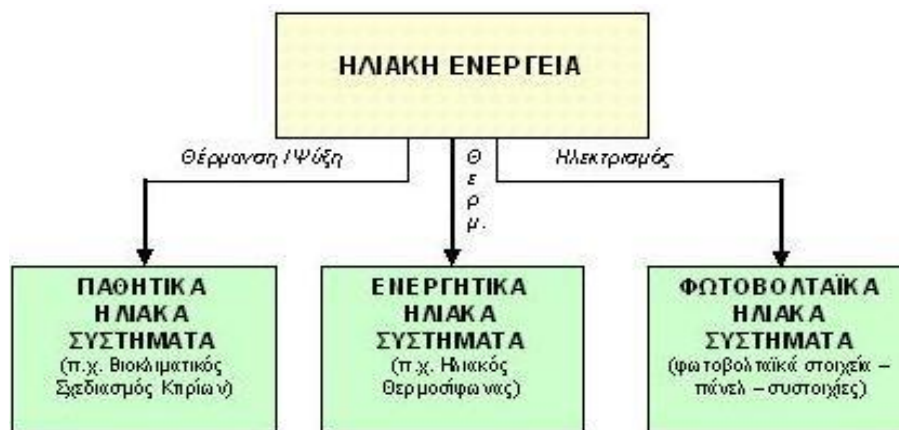 ΗΛΙΑΚΗ ΕΝΕΡΓΕΙΑ
Θέρμανση / Ψύξη
Θερμ.
Ηλεκτρισμός
ΠΑΘΗΤΙΚΑ
ΗΛΙΑΚΑ
ΣΥΣΤΗΜΑΤΑ
(π.χ. Βιοκλιματικός
Σχεδιασμός Κτιρίων)
ΕΝΕΡΓΗΤΙΚΑ
ΗΛΙΑΚΑ
ΣΥΣΤΗΜΑΤΑ
(π.χ. Ηλιακός
Θερμοσίφωνας)
ΦΩΤΟΒΟΛΤΑΪΚΑ
ΗΛΙΑΚΑ
ΣΥΣΤΗΜΑΤΑ
(φωτοβολταϊκά στοιχεία –
πάνελ – συστοιχίες)